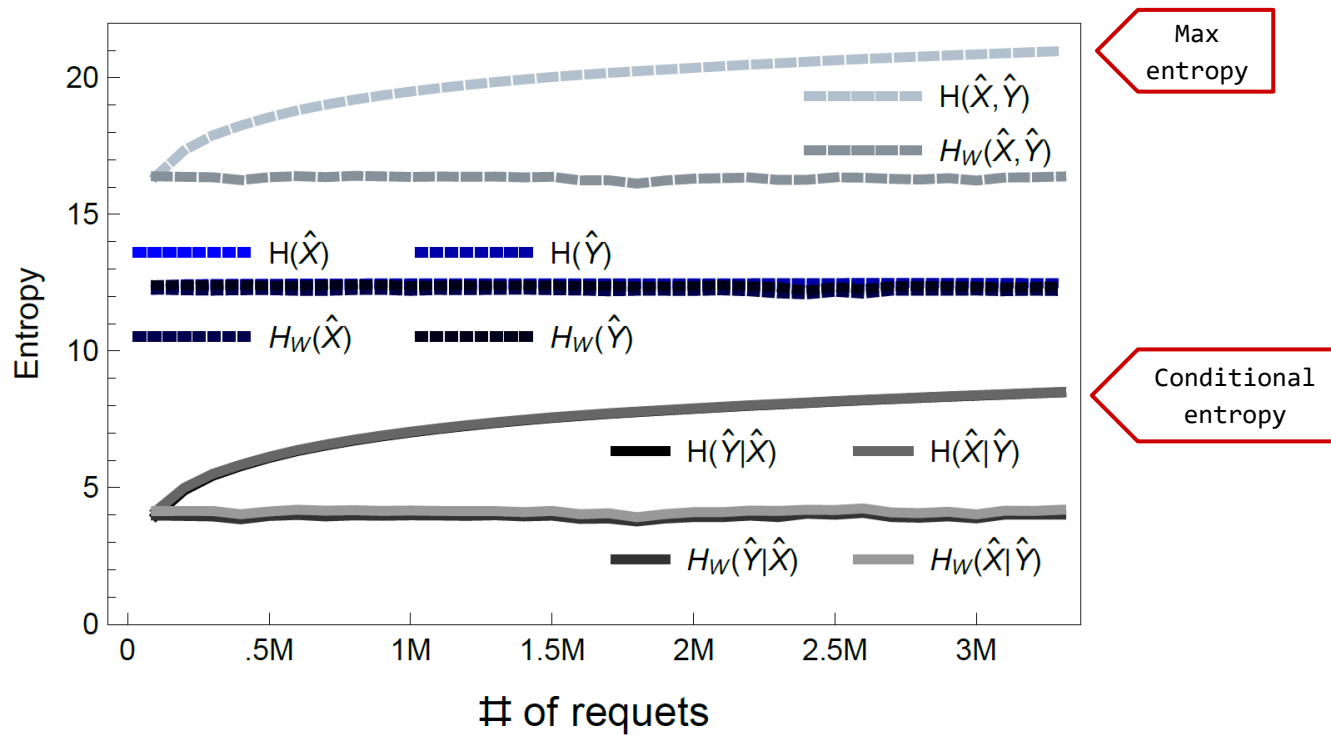 Max
entropy
20
H(X̂,Ŷ)
H_W(X̂,Ŷ)
15
H(X̂) H(Ŷ)
Entropy
H_W(X̂) H_W(Ŷ)
10
Conditional
entropy
H(Ŷ|X̂) H(X̂|Ŷ)
5
H_W(Ŷ|X̂) H_W(X̂|Ŷ)
0
0 .5M 1M 1.5M 2M 2.5M 3M
# of requets